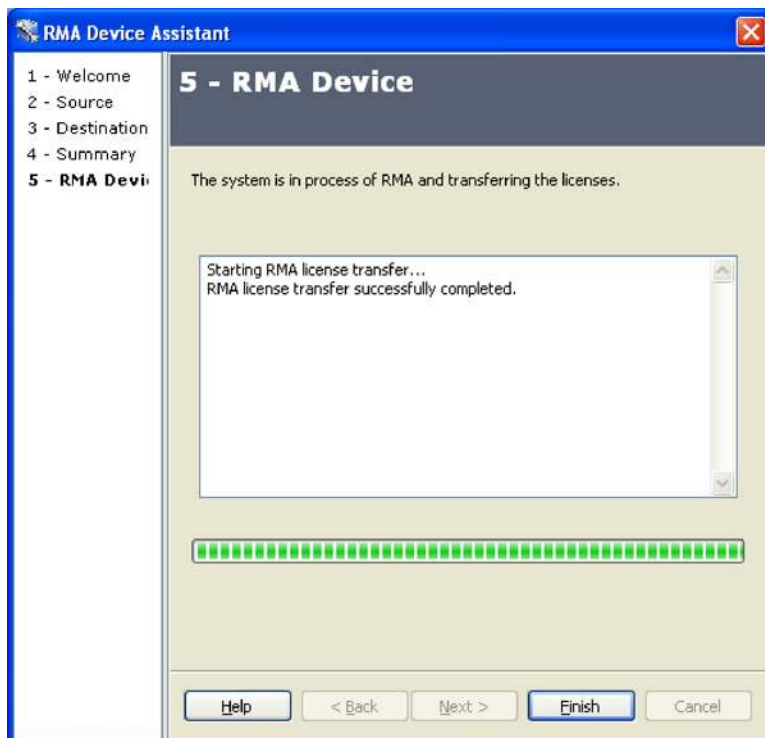 RMA Device Assistant
1 - Welcome
2 - Source
3 - Destination
4 - Summary
5 - RMA Devi
5 - RMA Device
The system is in process of RMA and transferring the licenses.
Starting RMA license transfer...
RMA license transfer successfully completed.
Help
< Back
Next >
Finish
Cancel